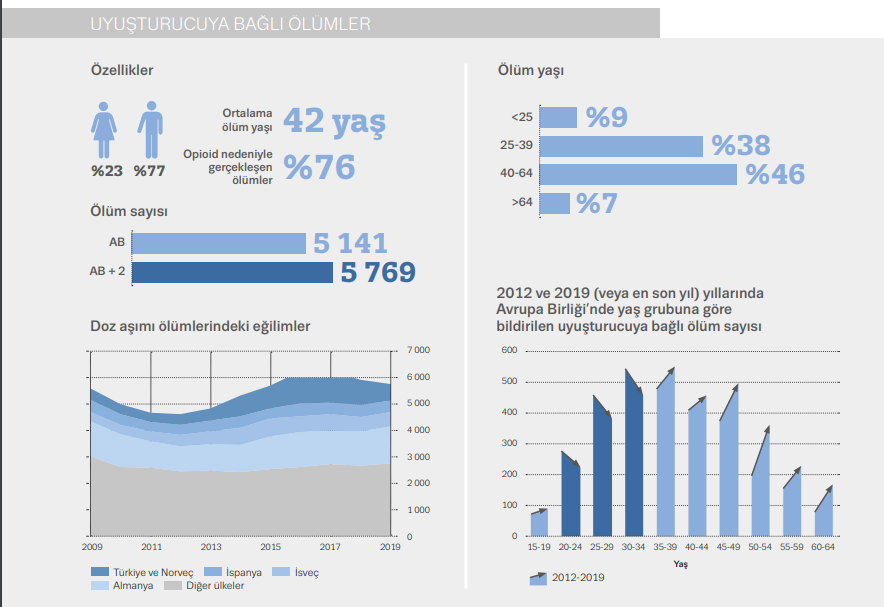 UYUŞTURUCUYA BAĞLI ÖLÜMLER
Özellikler
%23 %77
Ortalama
ölüm yaşı
42 yaş
Opioid nedeniyle
gerçekleşen
ölümler
%76
Ölüm sayısı
AB 5 141
AB + 2 5 769
Doz aşımı ölümlerindeki eğilimler
7 000
6 000
5 000
4 000
3 000
2 000
1 000
0
2009 2011 2013 2015 2017 2019
Türkiye ve Norveç İspanya İsveç
Almanya Diğer ülkeler
Ölüm yaşı
<25 %9
25-39 %38
40-64 %46
>64 %7
2012 ve 2019 (veya en son yıl) yıllarında
Avrupa Birliği’nde yaş grubuna göre
bildirilen uyuşturucuya bağlı ölüm sayısı
600
500
400
300
200
100
0
15-19 20-24 25-29 30-34 35-39 40-44 45-49 50-54 55-59 60-64
Yaş
2012-2019